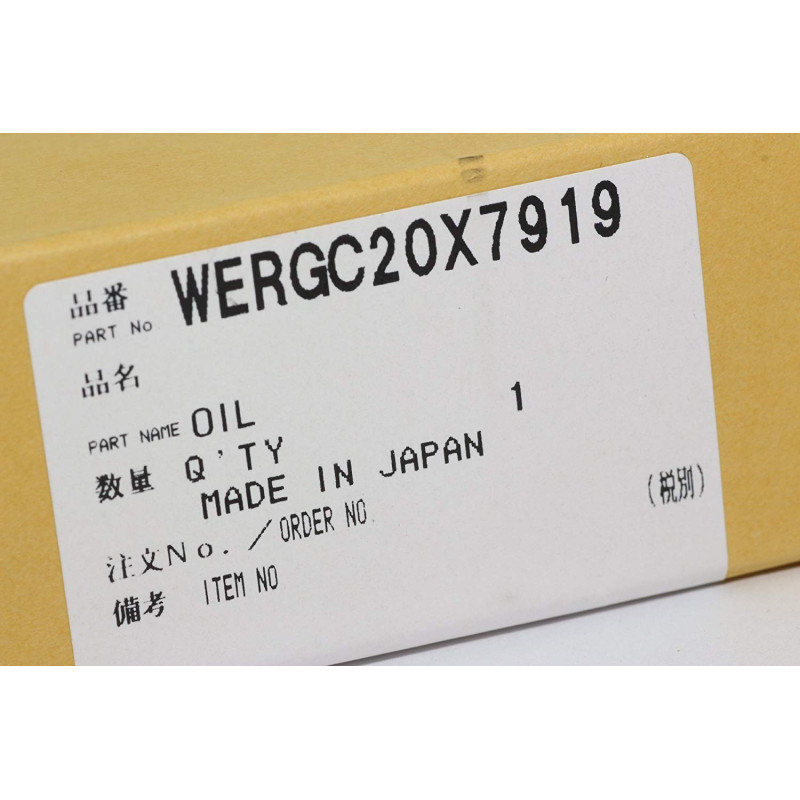 品番 WERGC20X7919
PART No
品名
PART NAME OIL
数量 Q'TY 1
MADE IN JAPAN
(税別)
注文No./ORDER NO
備考 ITEM NO